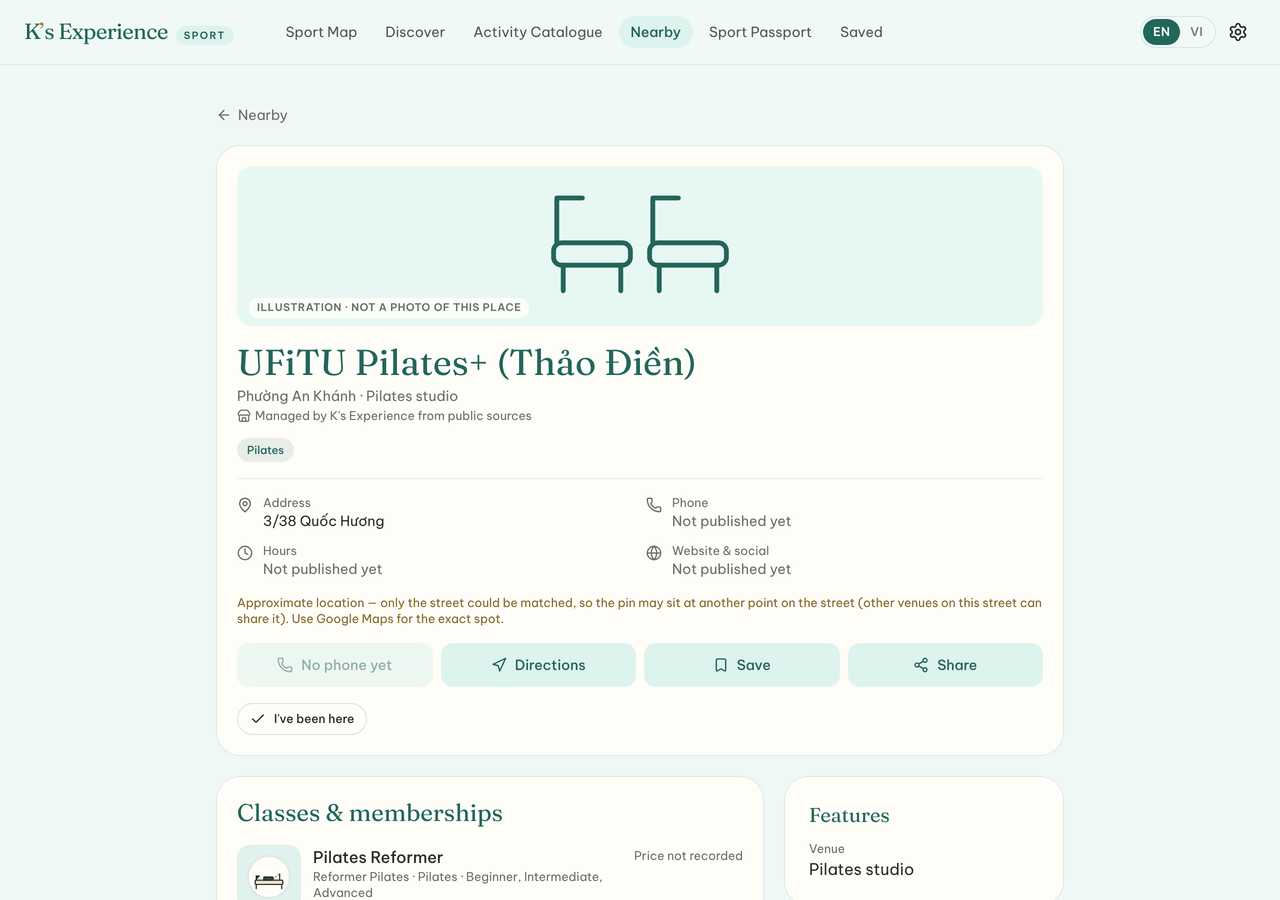 K's Experience SPORT
Sport Map Discover Activity Catalogue Nearby Sport Passport Saved
EN VI
Nearby
ILLUSTRATION · NOT A PHOTO OF THIS PLACE
UFiTU Pilates+ (Thảo Điền)
Phường An Khánh · Pilates studio
Managed by K's Experience from public sources
Pilates
Address
3/38 Quốc Hương
Phone
Not published yet
Hours
Not published yet
Website & social
Not published yet
Approximate location — only the street could be matched, so the pin may sit at another point on the street (other venues on this street can
share it). Use Google Maps for the exact spot.
No phone yet
Directions
Save
Share
I've been here
Classes & memberships
Pilates Reformer
Price not recorded
Reformer Pilates · Pilates · Beginner, Intermediate,
Advanced
Features
Venue
Pilates studio